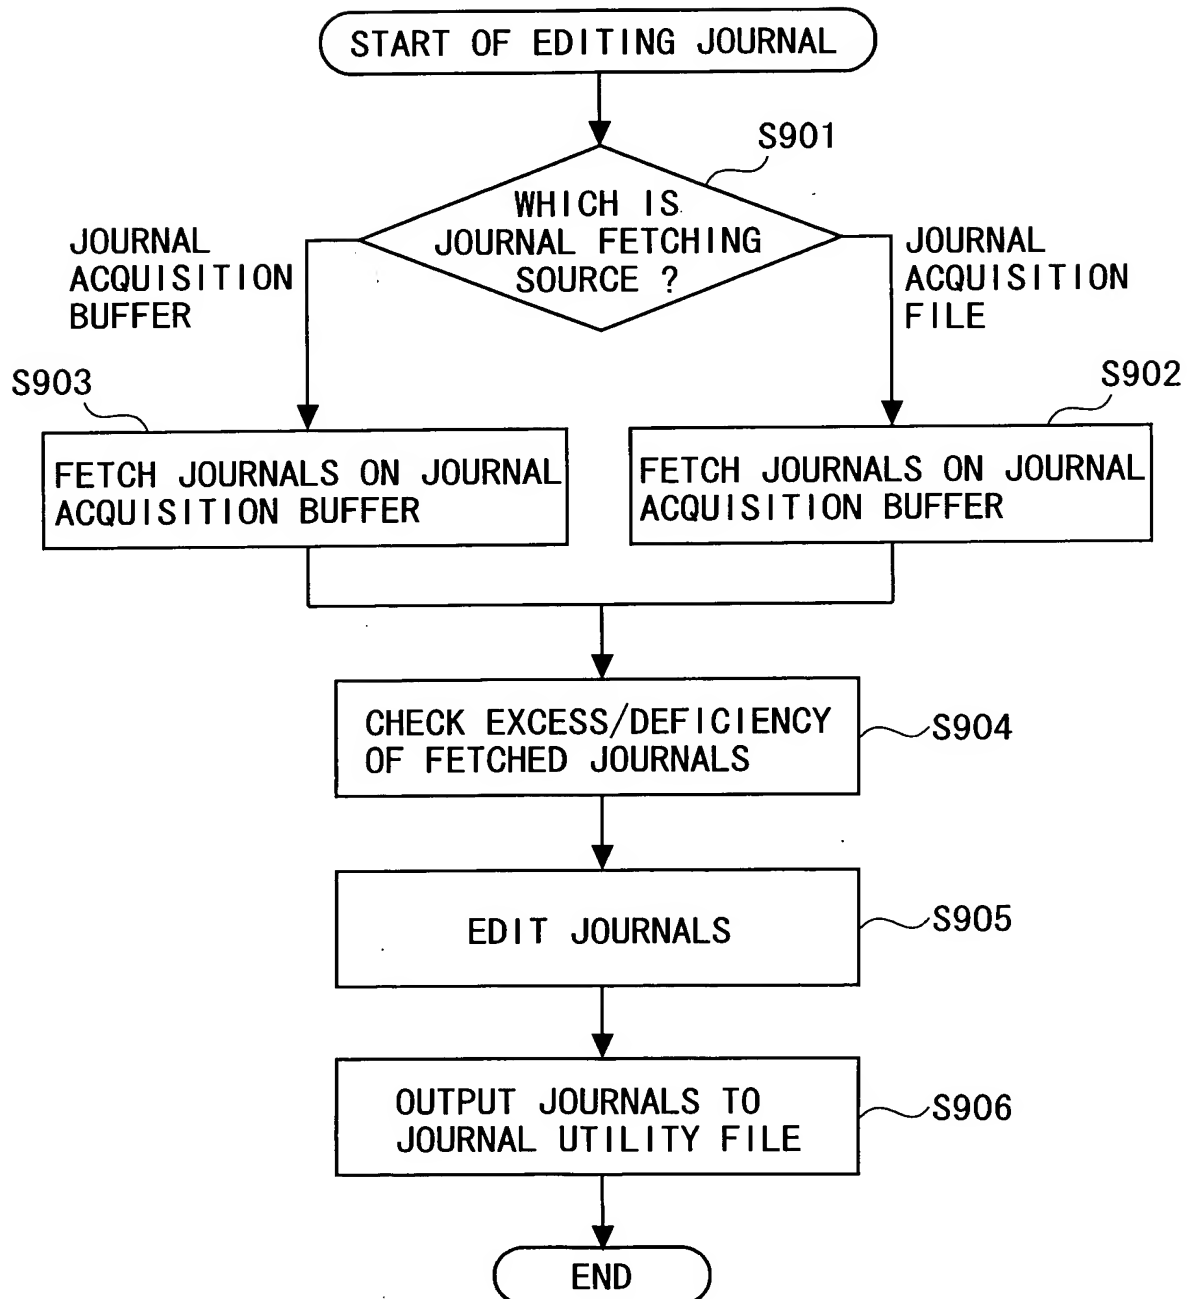 START OF EDITING JOURNAL
S901
WHICH IS
JOURNAL FETCHING
SOURCE ?
JOURNAL
ACQUISITION
BUFFER
JOURNAL
ACQUISITION
FILE
S903
S902
FETCH JOURNALS ON JOURNAL
ACQUISITION BUFFER
FETCH JOURNALS ON JOURNAL
ACQUISITION BUFFER
CHECK EXCESS/DEFICIENCY
OF FETCHED JOURNALS
S904
EDIT JOURNALS
S905
OUTPUT JOURNALS TO
JOURNAL UTILITY FILE
S906
END